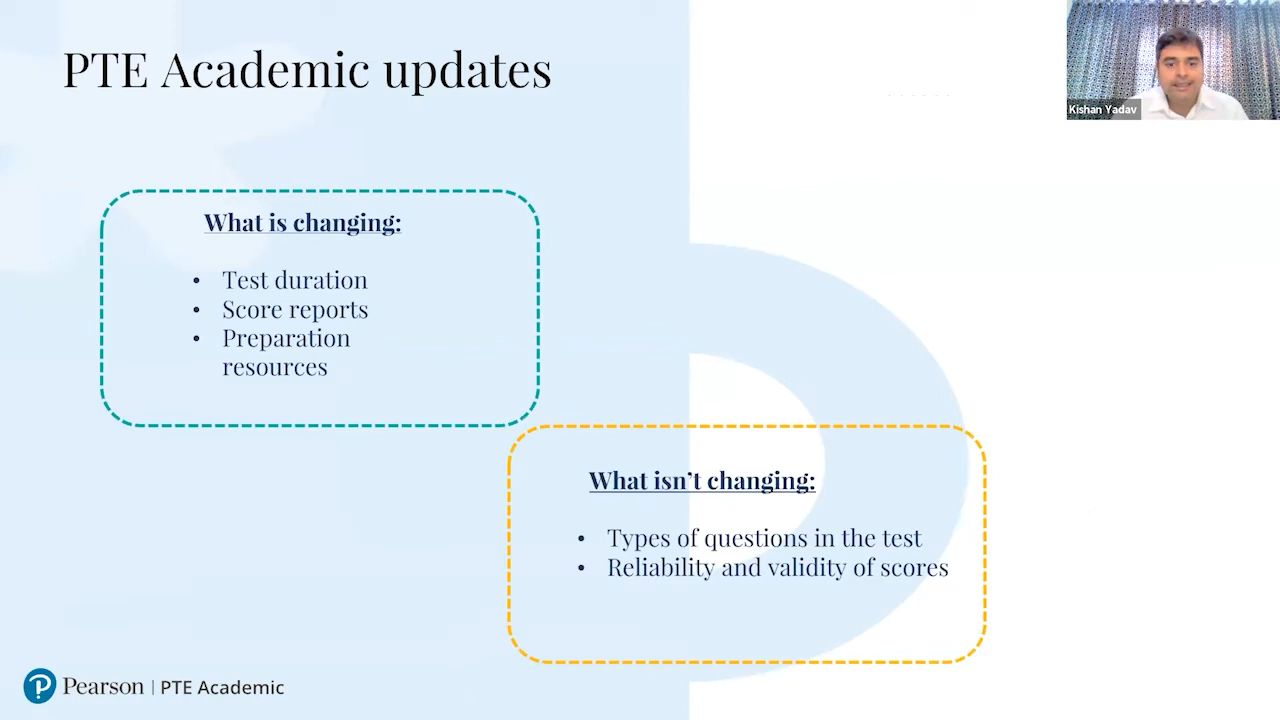 PTE Academic updates
Kishan Yadav
What is changing:
• Test duration
• Score reports
• Preparation
resources
What isn't changing:
• Types of questions in the test
• Reliability and validity of scores
Pearson | PTE Academic